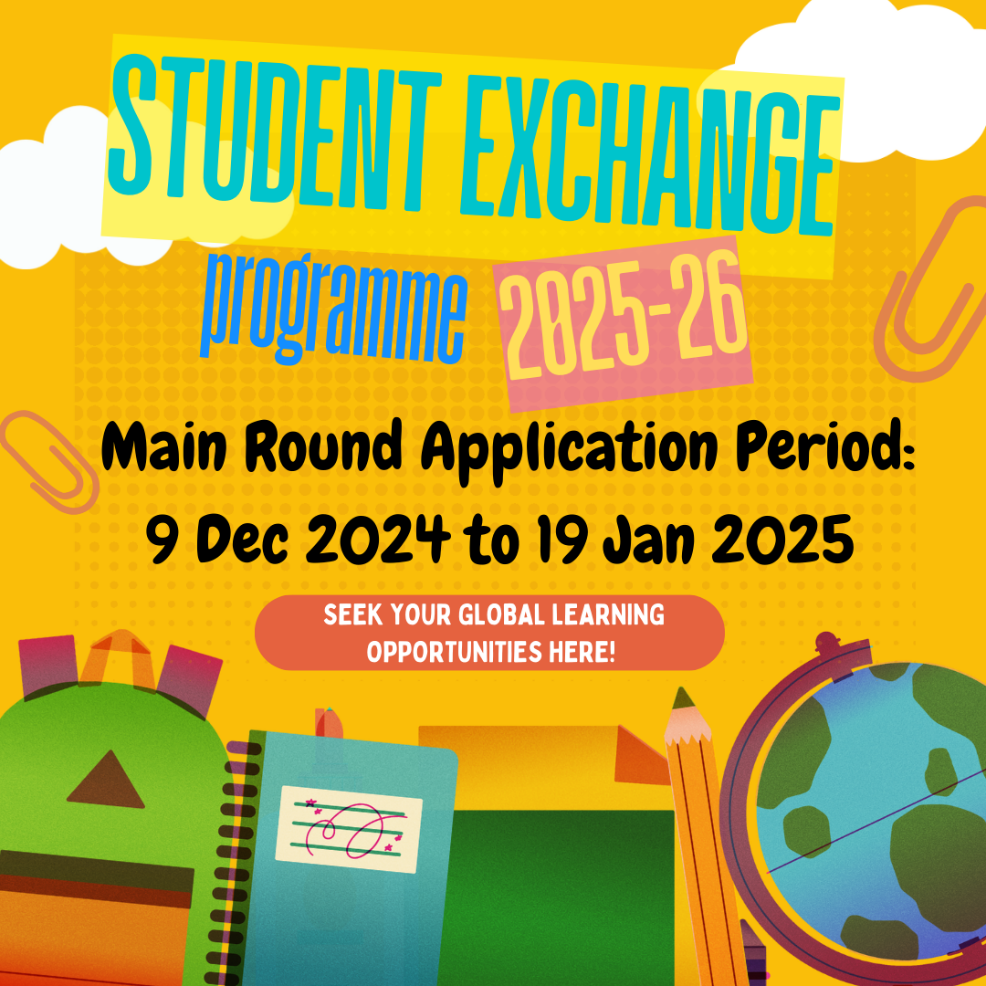 STUDENT EXCHANGE
programme 2025-26
Main Round Application Period:
9 Dec 2024 to 19 Jan 2025
SEEK YOUR GLOBAL LEARNING
OPPORTUNITIES HERE!